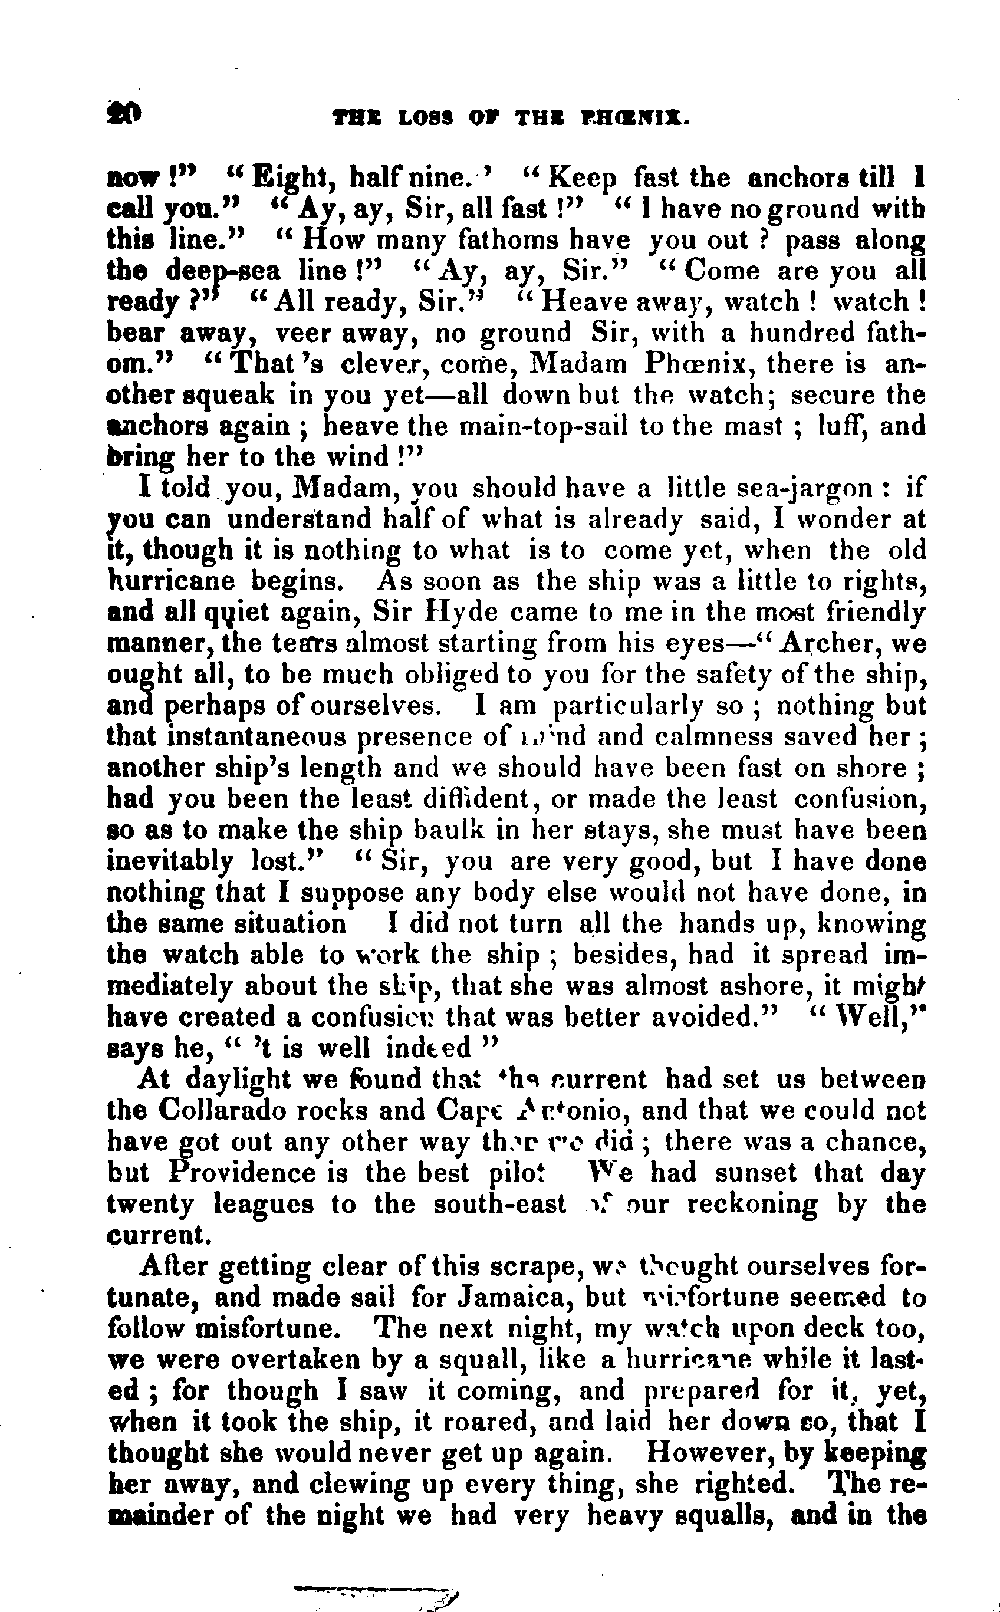 20 THE LOSS OF THE PHŒNIX.
now!” “Eight, half nine.’ “Keep fast the anchors till I
call you.” “Ay, ay, Sir, all fast!” “I have no ground with
this line.” “How many fathoms have you out? pass along
the deep-sea line!” “Ay, ay, Sir.” “Come are you all
ready?” “All ready, Sir.” “Heave away, watch! watch!
bear away, veer away, no ground Sir, with a hundred fath-
om.” “That’s clever, come, Madam Phœnix, there is an-
other squeak in you yet—all down but the watch; secure the
anchors again; heave the main-top-sail to the mast; luff, and
bring her to the wind!”
I told you, Madam, you should have a little sea-jargon: if
you can understand half of what is already said, I wonder at
it, though it is nothing to what is to come yet, when the old
hurricane begins. As soon as the ship was a little to rights,
and all quiet again, Sir Hyde came to me in the most friendly
manner, the tears almost starting from his eyes—“Archer, we
ought all, to be much obliged to you for the safety of the ship,
and perhaps of ourselves. I am particularly so; nothing but
that instantaneous presence of mind and calmness saved her;
another ship’s length and we should have been fast on shore;
had you been the least diffident, or made the least confusion,
so as to make the ship baulk in her stays, she must have been
inevitably lost.” “Sir, you are very good, but I have done
nothing that I suppose any body else would not have done, in
the same situation I did not turn all the hands up, knowing
the watch able to work the ship; besides, had it spread im-
mediately about the ship, that she was almost ashore, it might
have created a confusion that was better avoided.” “Well,”
says he, “’t is well indeed”
At daylight we found that the current had set us between
the Collarado rocks and Cape Antonio, and that we could not
have got out any other way than we did; there was a chance,
but Providence is the best pilot We had sunset that day
twenty leagues to the south-east of our reckoning by the
current.
After getting clear of this scrape, we thought ourselves for-
tunate, and made sail for Jamaica, but misfortune seemed to
follow misfortune. The next night, my watch upon deck too,
we were overtaken by a squall, like a hurricane while it last-
ed; for though I saw it coming, and prepared for it, yet,
when it took the ship, it roared, and laid her down so, that I
thought she would never get up again. However, by keeping
her away, and clewing up every thing, she righted. The re-
mainder of the night we had very heavy squalls, and in the